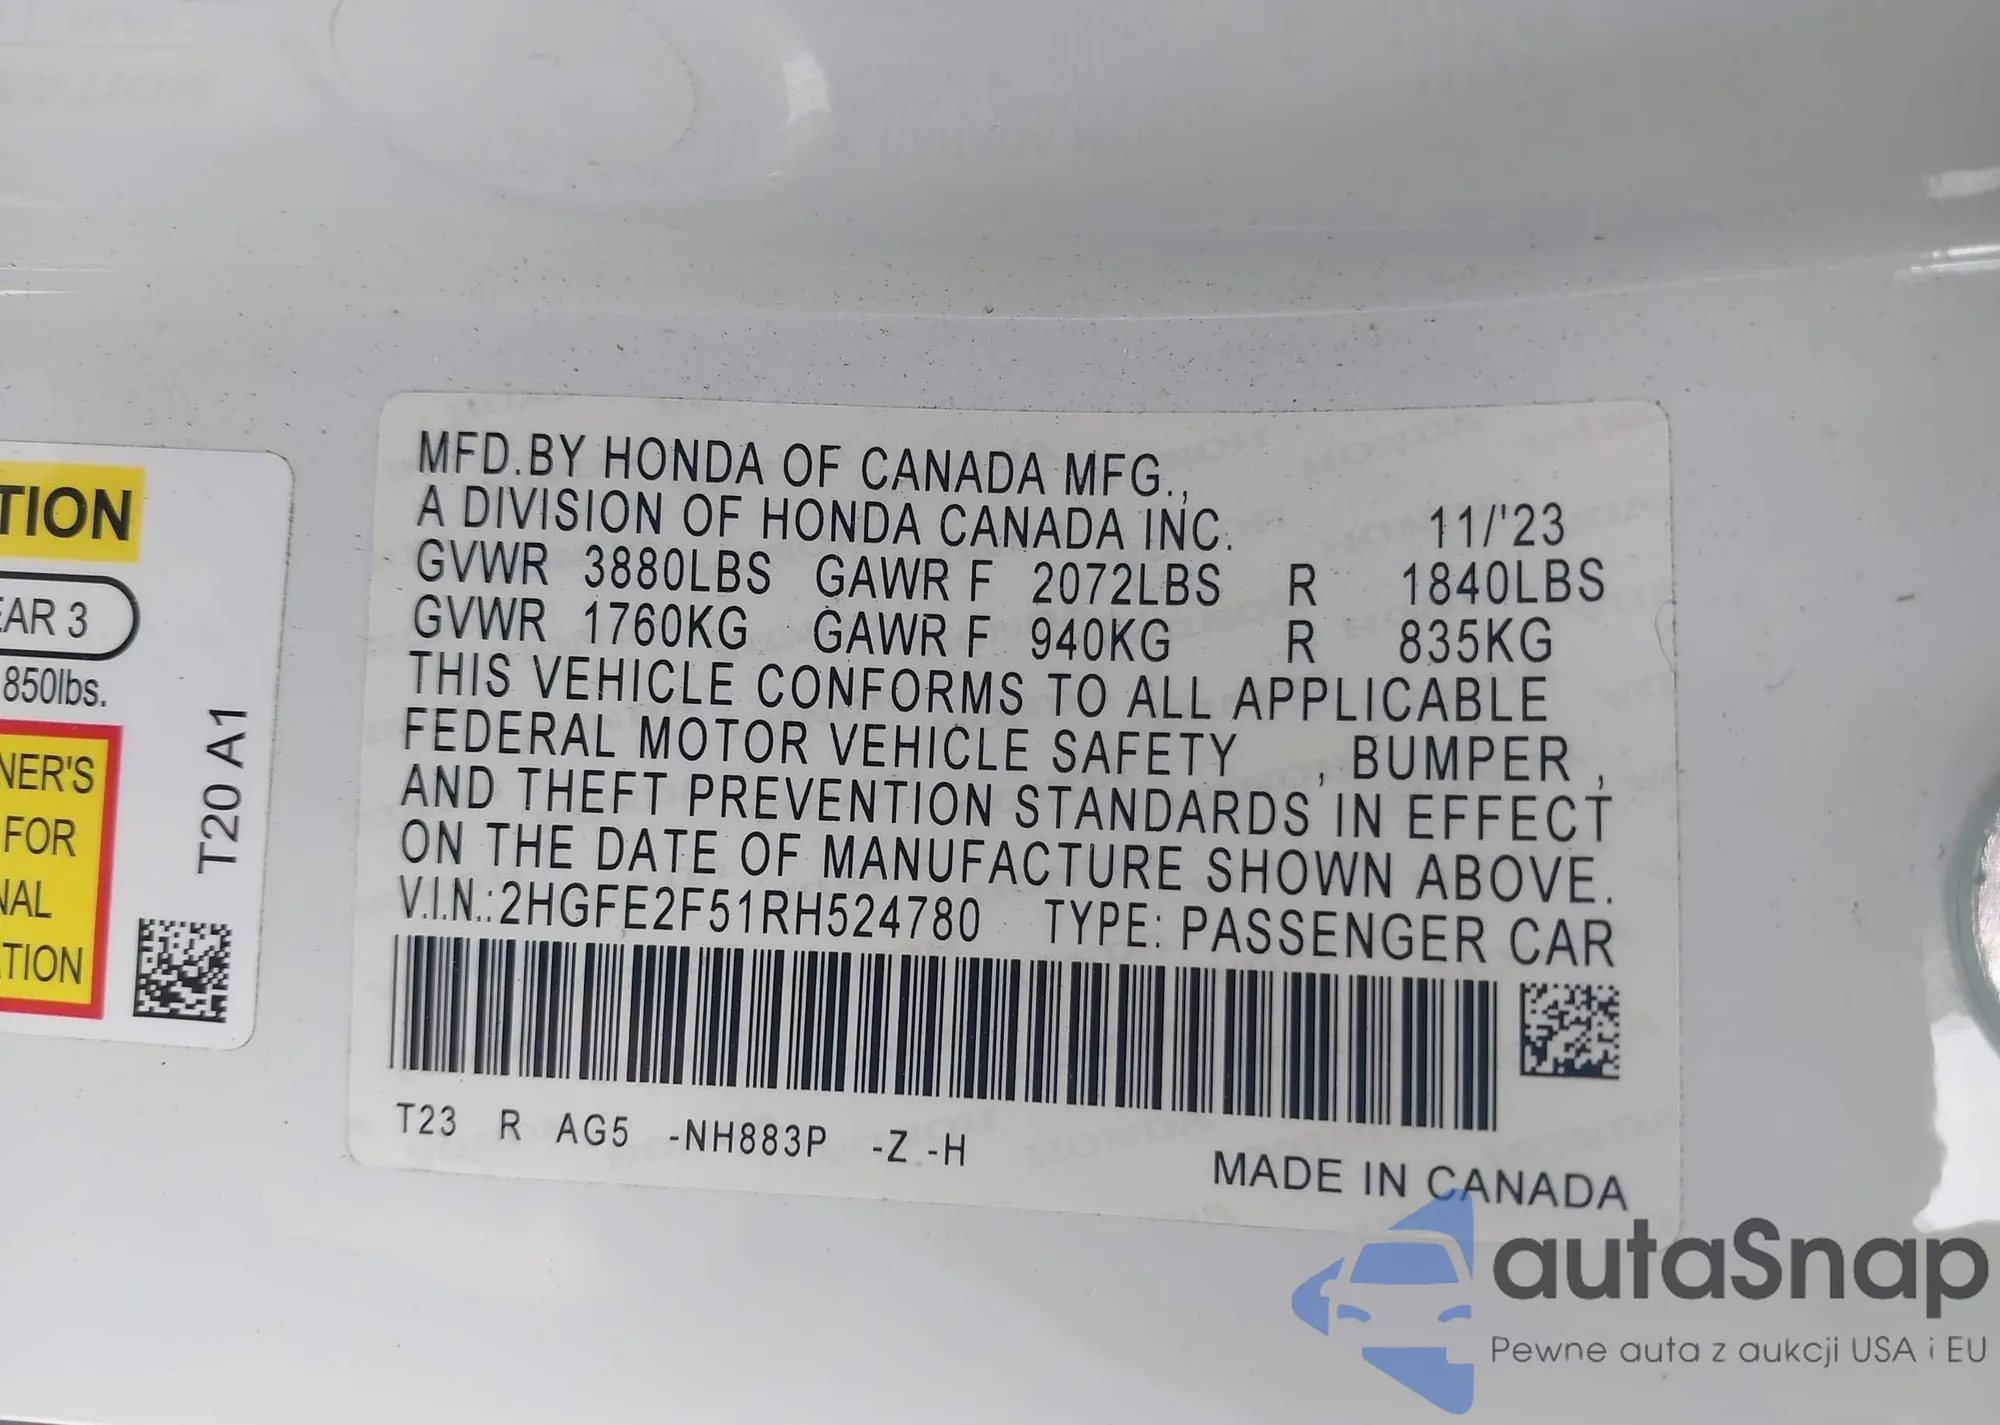 TION
EAR 3
850lbs.
NER'S
FOR
NAL
TION
T20 A1
MFD.BY HONDA OF CANADA MFG.,
A DIVISION OF HONDA CANADA INC. 11/'23
GVWR 3880LBS GAWR F 2072LBS R 1840LBS
GVWR 1760KG GAWR F 940KG R 835KG
THIS VEHICLE CONFORMS TO ALL APPLICABLE
FEDERAL MOTOR VEHICLE SAFETY , BUMPER ,
AND THEFT PREVENTION STANDARDS IN EFFECT
ON THE DATE OF MANUFACTURE SHOWN ABOVE.
V.I.N.:2HGFE2F51RH524780 TYPE: PASSENGER CAR
T23 R AG5 -NH883P -Z -H
MADE IN CANADA
autaSnap
Pewne auta z aukcji USA i EU